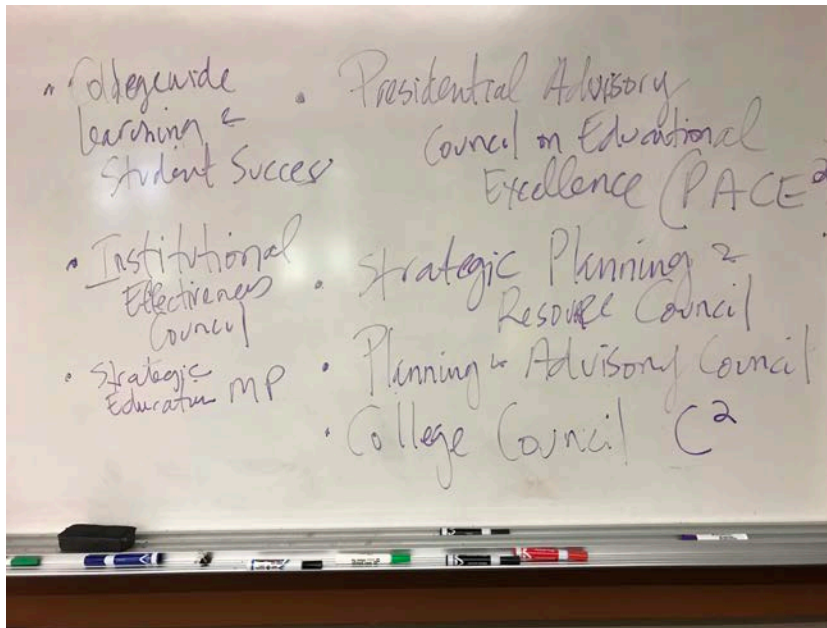 • Collegewide
Learning &
Student Success
• Institutional
Effectiveness
Council
• Strategic
Education MP
• Presidential Advisory
Council on Educational
Excellence (PACE²
• Strategic Planning &
Resource Council
• Planning & Advisory Council
• College Council C²